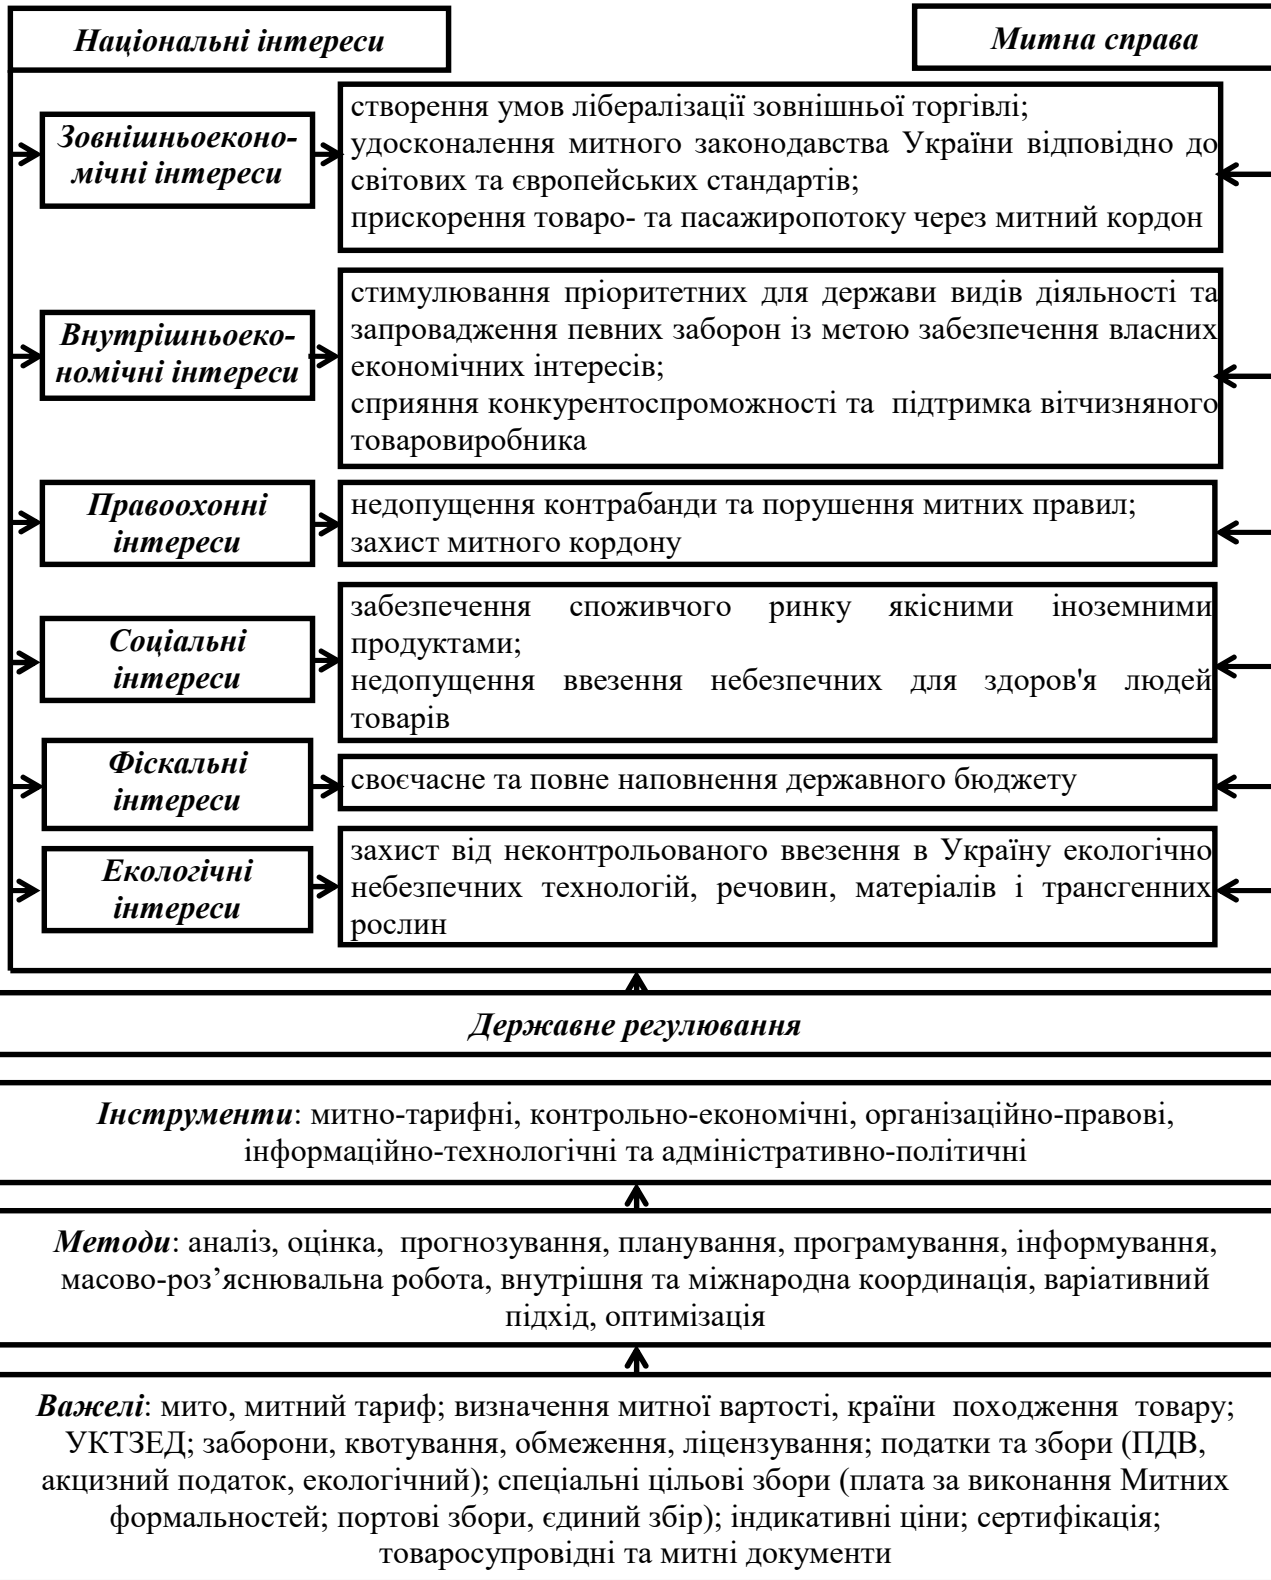 Національні інтереси
Митна справа
Зовнішньоеконо-
мічні інтереси
створення умов лібералізації зовнішньої торгівлі;
удосконалення митного законодавства України відповідно до
світових та європейських стандартів;
прискорення товаро- та пасажиропотоку через митний кордон
Внутрішньоеко-
номічні інтереси
стимулювання пріоритетних для держави видів діяльності та
запровадження певних заборон із метою забезпечення власних
економічних інтересів;
сприяння конкурентоспроможності та підтримка вітчизняного
товаровиробника
Правоохонні
інтереси
недопущення контрабанди та порушення митних правил;
захист митного кордону
Соціальні
інтереси
забезпечення споживчого ринку якісними іноземними
продуктами;
недопущення ввезення небезпечних для здоров'я людей
товарів
Фіскальні
інтереси
своєчасне та повне наповнення державного бюджету
Екологічні
інтереси
захист від неконтрольованого ввезення в Україну екологічно
небезпечних технологій, речовин, матеріалів і трансгенних
рослин
Державне регулювання
Інструменти: митно-тарифні, контрольно-економічні, організаційно-правові,
інформаційно-технологічні та адміністративно-політичні
Методи: аналіз, оцінка, прогнозування, планування, програмування, інформування,
масово-роз’яснювальна робота, внутрішня та міжнародна координація, варіативний
підхід, оптимізація
Важелі: мито, митний тариф; визначення митної вартості, країни походження товару;
УКТЗЕД; заборони, квотування, обмеження, ліцензування; податки та збори (ПДВ,
акцизний податок, екологічний); спеціальні цільові збори (плата за виконання Митних
формальностей; портові збори, єдиний збір); індикативні ціни; сертифікація;
товаросупровідні та митні документи